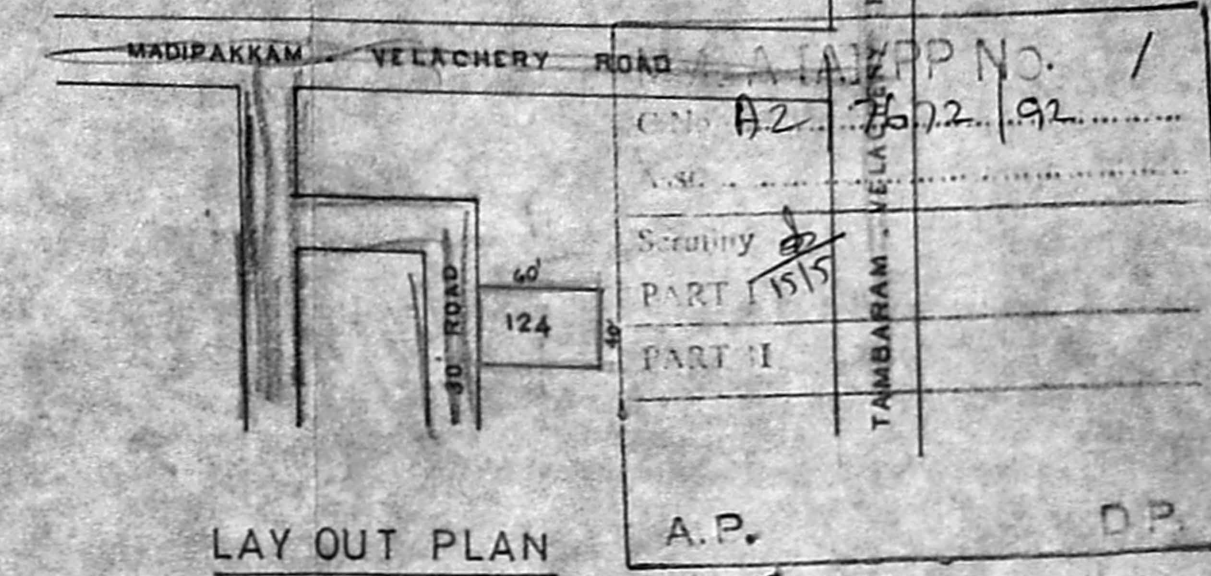 MADIPAKKAM . VELACHERY ROAD
PP NO. 1
C.No. A2 7672/92
Scrutiny
PART I 15/5
PART II
60'
124
40'
30' ROAD
TAMBARAM . VELACHERY
A.P. D.P.
LAY OUT PLAN